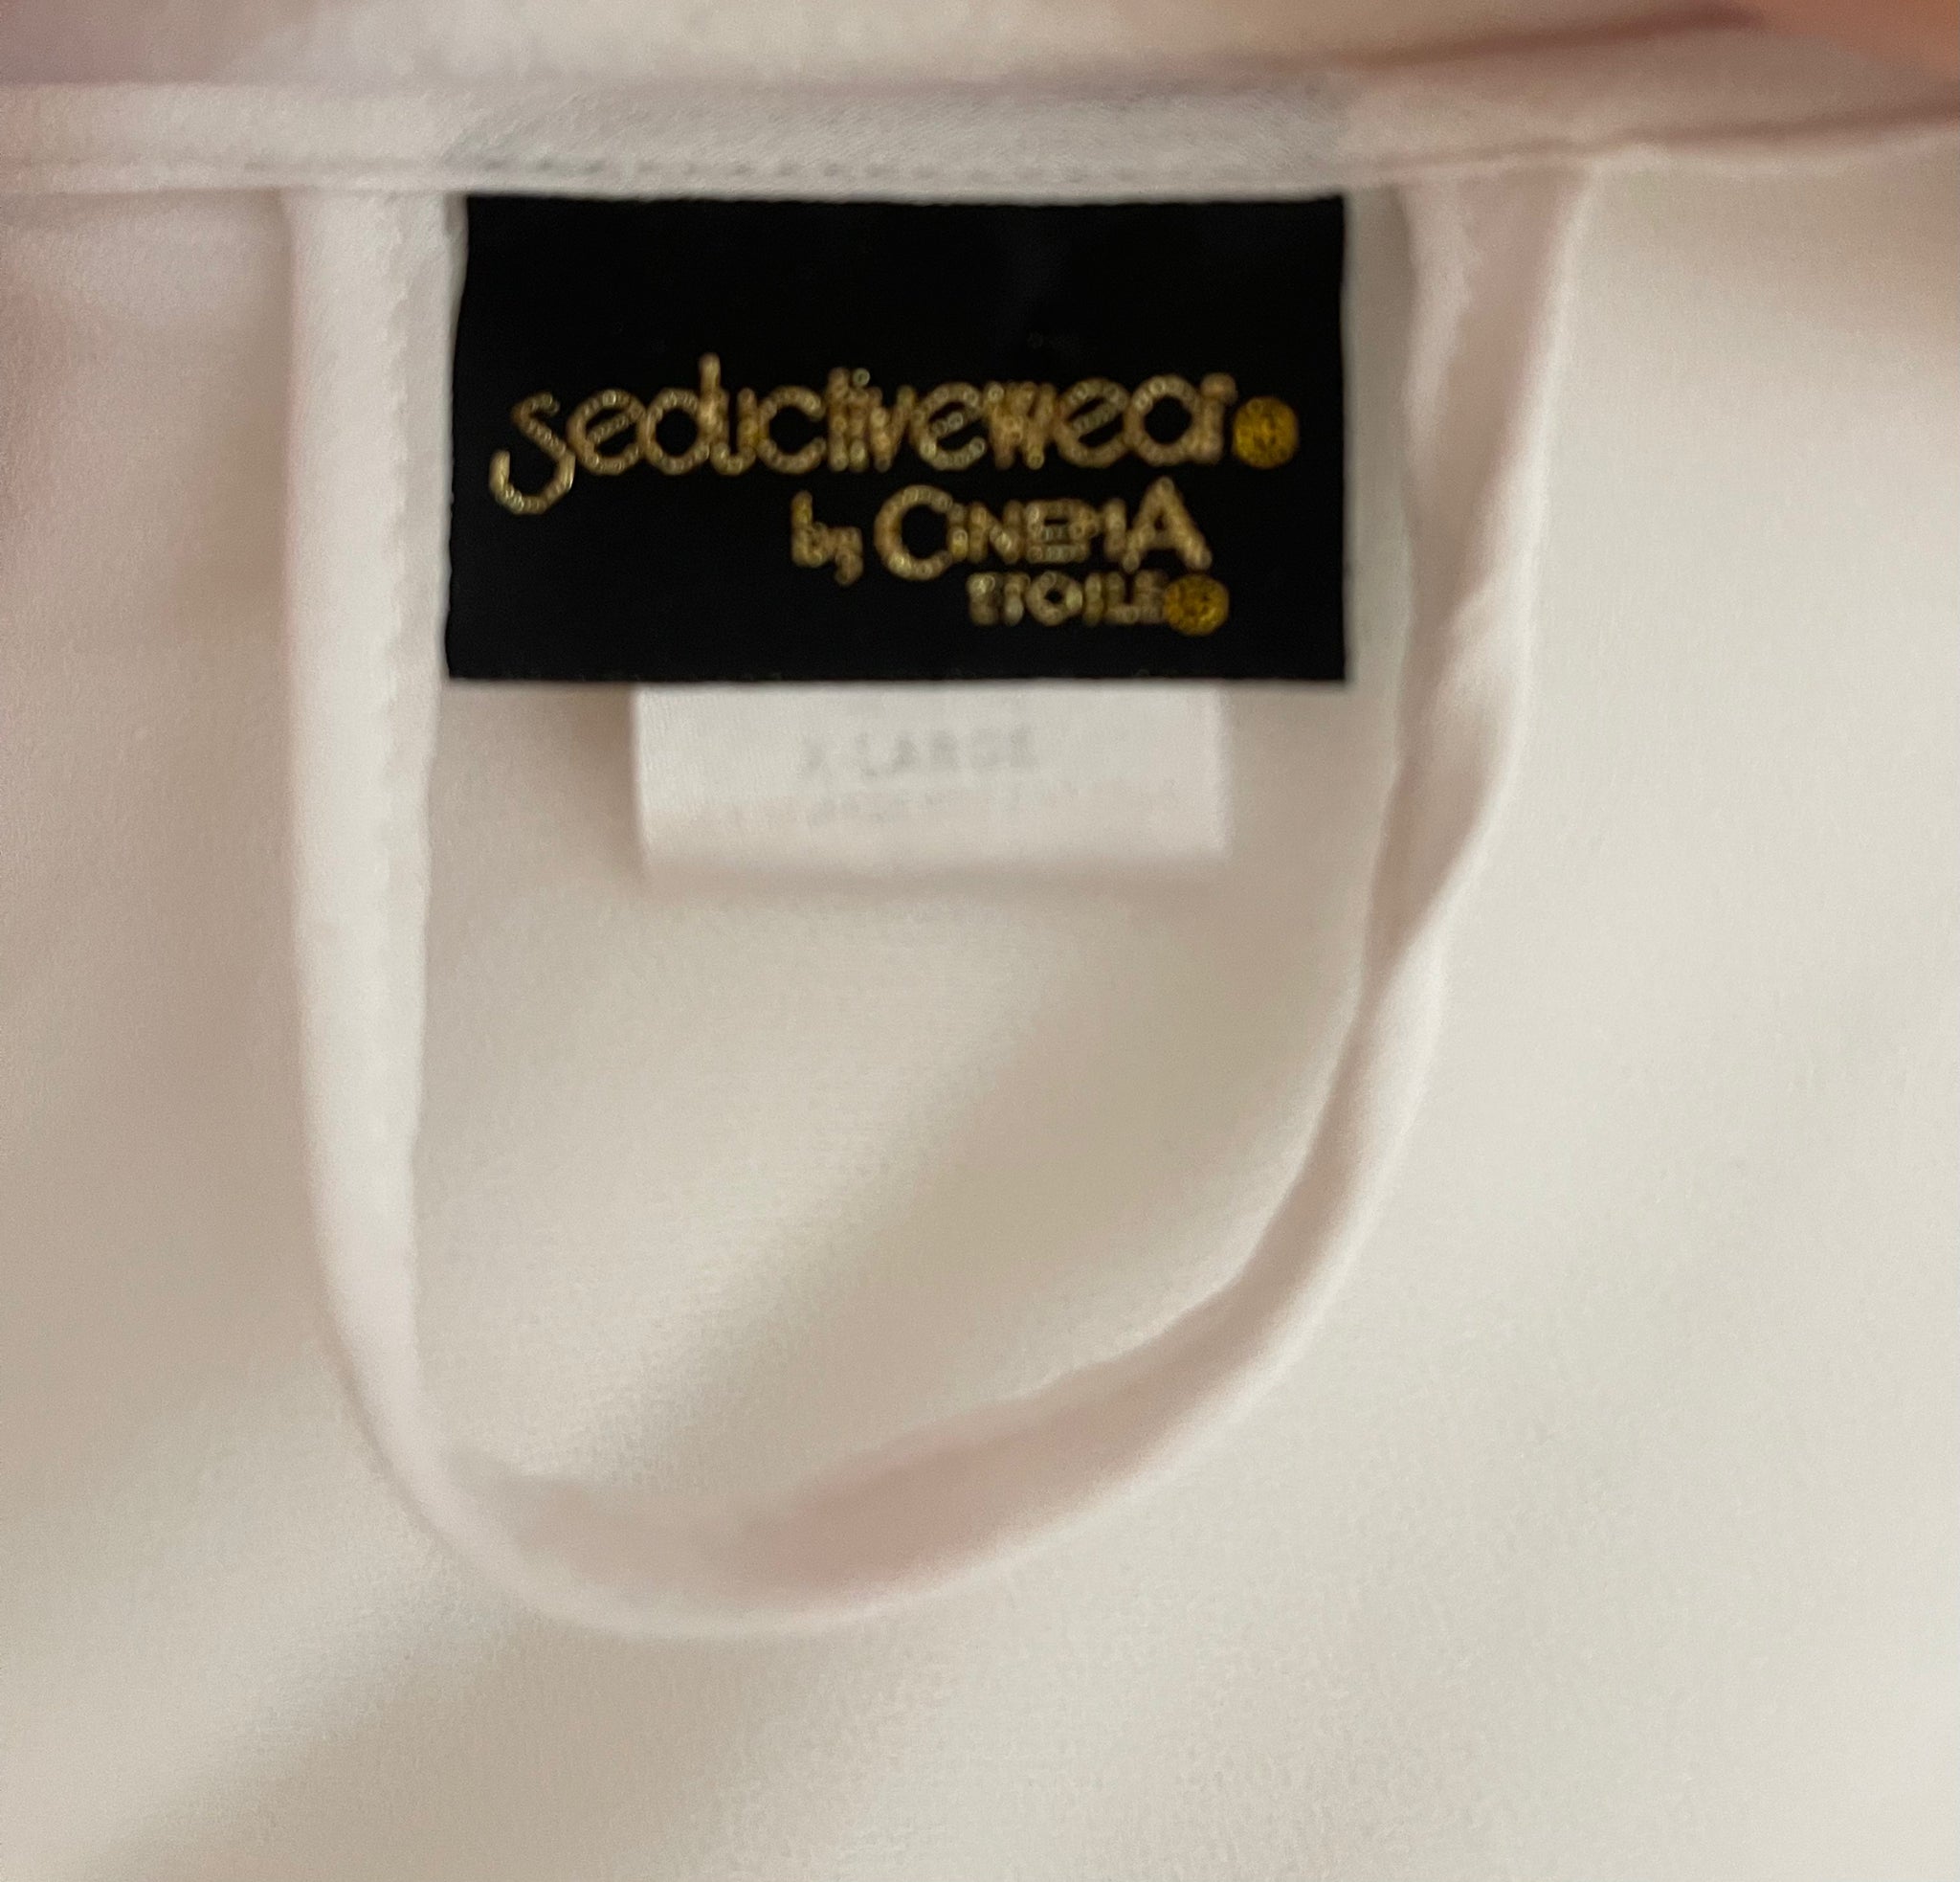 Seductivewear
by CINEMA
ETOILE
X-LARGE